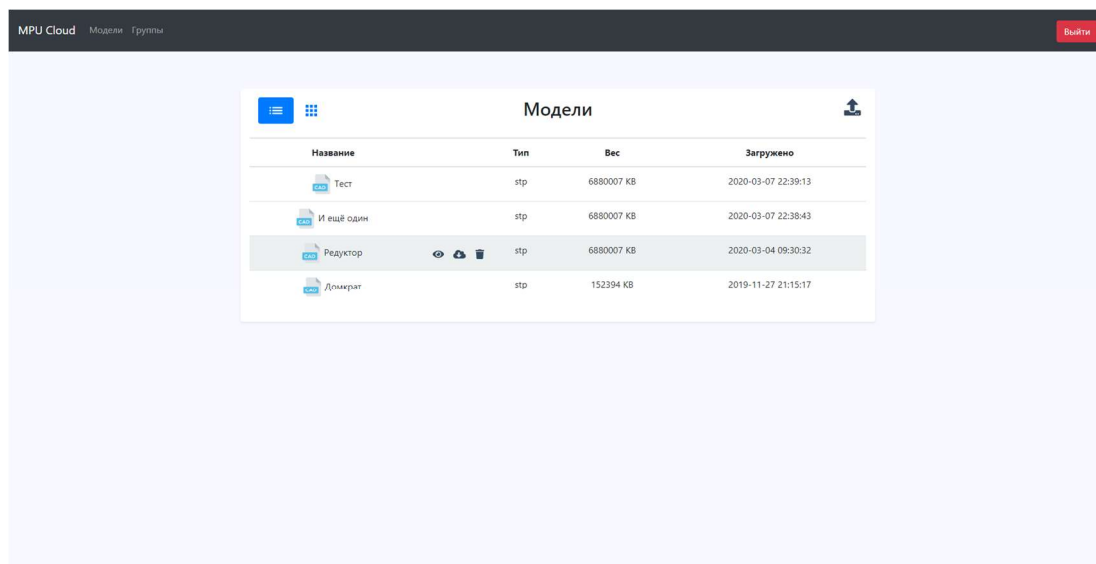 MPU Cloud Модели Группы Выйти
Модели
Название Тип Вес Загружено
CAD Тест stp 6880007 KB 2020-03-07 22:39:13
CAD И ещё один stp 6880007 KB 2020-03-07 22:38:43
CAD Редуктор stp 6880007 KB 2020-03-04 09:30:32
CAD Домкрат stp 152394 KB 2019-11-27 21:15:17